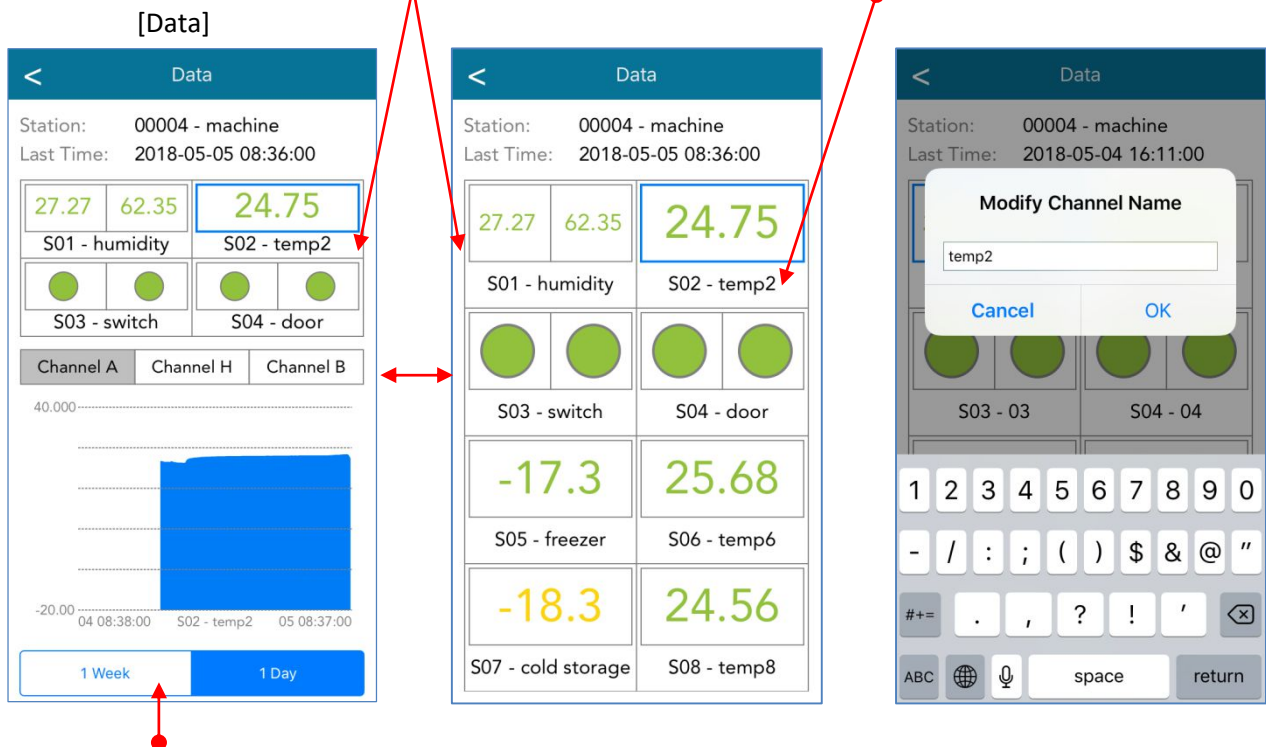 [Data]
< Data
Station: 00004 - machine
Last Time: 2018-05-05 08:36:00
27.27 62.35 24.75
S01 - humidity S02 - temp2
S03 - switch S04 - door
Channel A Channel H Channel B
40.000
-20.00
04 08:38:00 S02 - temp2 05 08:37:00
1 Week 1 Day
< Data
Station: 00004 - machine
Last Time: 2018-05-05 08:36:00
27.27 62.35 24.75
S01 - humidity S02 - temp2
S03 - switch S04 - door
-17.3 25.68
S05 - freezer S06 - temp6
-18.3 24.56
S07 - cold storage S08 - temp8
< Data
Station: 00004 - machine
Last Time: 2018-05-04 16:11:00
Modify Channel Name
temp2
Cancel OK
S03 - 03 S04 - 04
1 2 3 4 5 6 7 8 9 0
- / : ; ( ) $ & @ "
#+= . , ? ! '
ABC space return